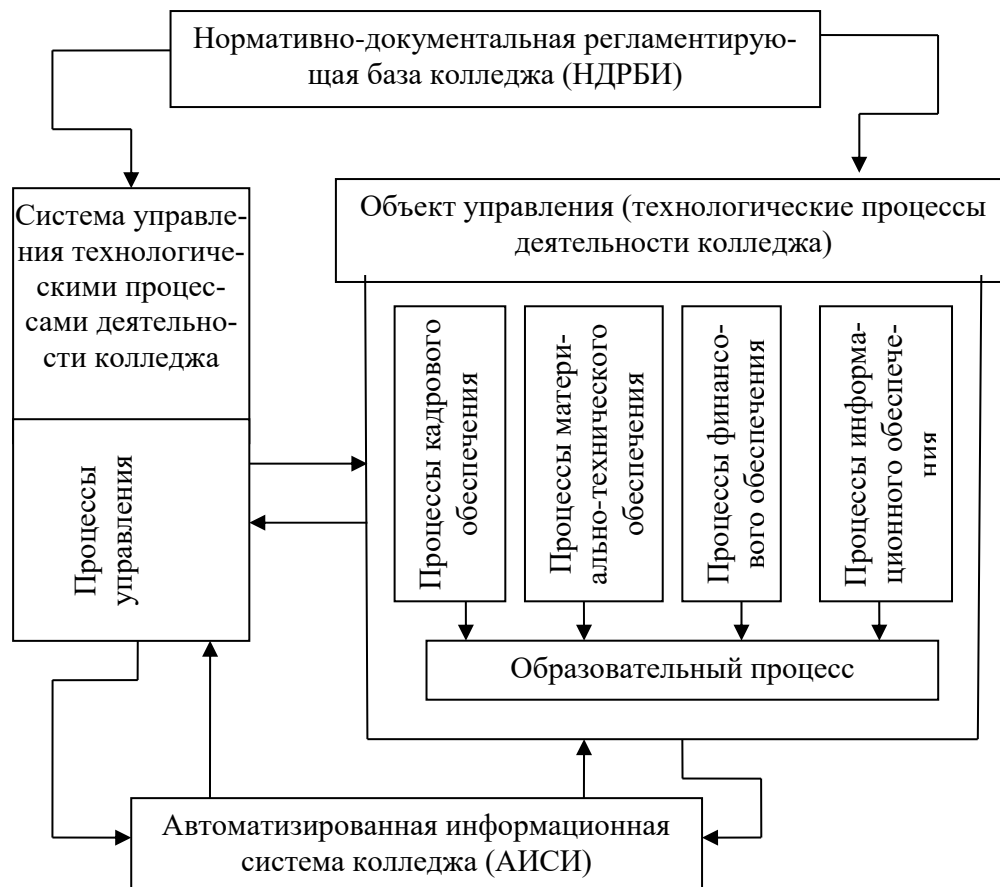 Нормативно-документальная регламентирую-
щая база колледжа (НДРБИ)
Система управле-
ния технологиче-
скими процес-
сами деятельно-
сти колледжа
Объект управления (технологические процессы
деятельности колледжа)
Процессы
управления
Процессы кадрового
обеспечения
Процессы матери-
ально-технического
обеспечения
Процессы финансо-
вого обеспечения
Процессы информа-
ционного обеспече-
ния
Образовательный процесс
Автоматизированная информационная
система колледжа (АИСИ)